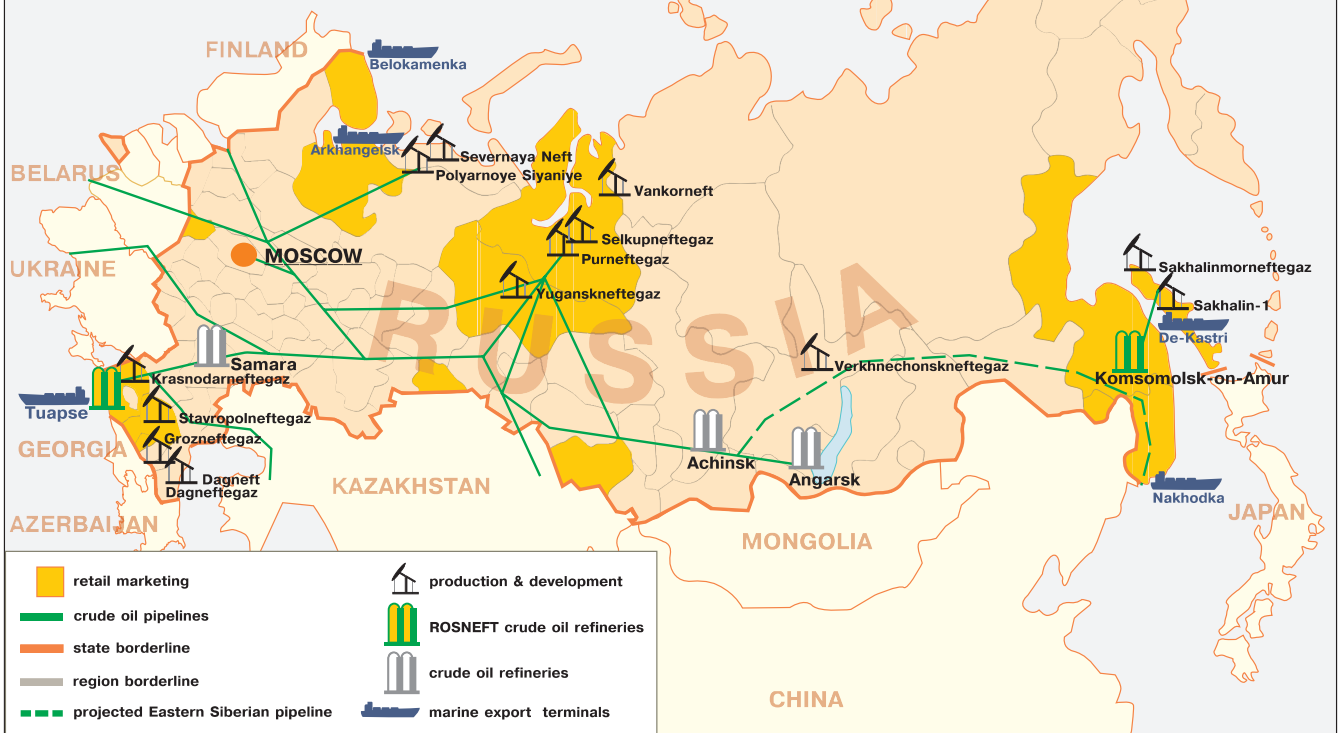 FINLAND
Belokamenka
Arkhangelsk
Severnaya Neft
Polyarnoye Siyaniye
BELARUS
Vankorneft
MOSCOW
Selkupneftegaz
Purneftegaz
UKRAINE
Yuganskneftegaz
RUSSIA
Sakhalinmorneftegaz
Sakhalin-1
De-Kastri
Samara
Krasnodarneftegaz
Verkhnechonskneftegaz
Komsomolsk-on-Amur
Tuapse
Stavropolneftegaz
GEORGIA
Grozneftegaz
Dagneft
Dagneftegaz
Achinsk
Angarsk
KAZAKHSTAN
Nakhodka
AZERBAIJAN
MONGOLIA
JAPAN
CHINA
retail marketing
crude oil pipelines
state borderline
region borderline
projected Eastern Siberian pipeline
production & development
ROSNEFT crude oil refineries
crude oil refineries
marine export terminals